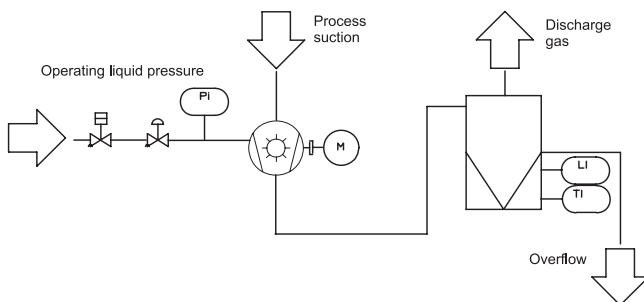 Process
suction
Discharge
gas
Operating liquid pressure
Pi
M
LI
TI
Overflow